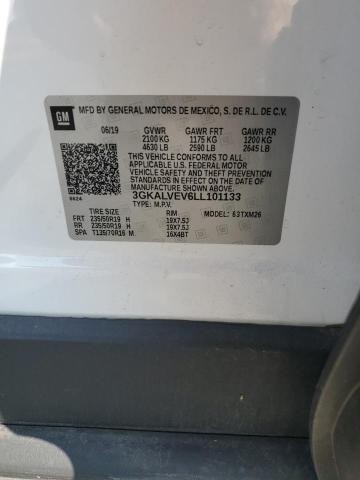 GM
MFD BY GENERAL MOTORS DE MEXICO, S. DE R.L. DE C.V.
06/19 GVWR GAWR FRT GAWR RR
2100 KG 1175 KG 1200 KG
4630 LB 2590 LB 2645 LB
THIS VEHICLE CONFORMS TO ALL
APPLICABLE U.S. FEDERAL MOTOR
VEHICLE SAFETY, BUMPER, AND
THEFT PREVENTION STANDARDS IN
EFFECT ON THE DATE OF
MANUFACTURE SHOWN ABOVE.
3GKALVEV6LL101133
8624
TYPE: M.P.V.
TIRE SIZE RIM MODEL: 63TXM26
FRT 235/50R19 H 19X7.5J
RR 235/50R19 H 19X7.5J
SPA T135/70R16 M 16X4BT